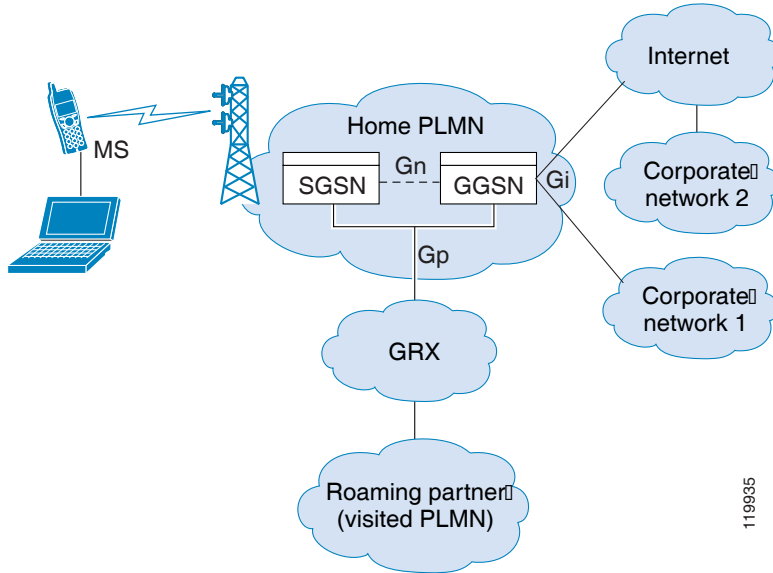 MS
Home PLMN
SGSN
Gn
GGSN
Gi
Gp
Internet
Corporate▯
network 2
Corporate▯
network 1
GRX
Roaming partner▯
(visited PLMN)
119935